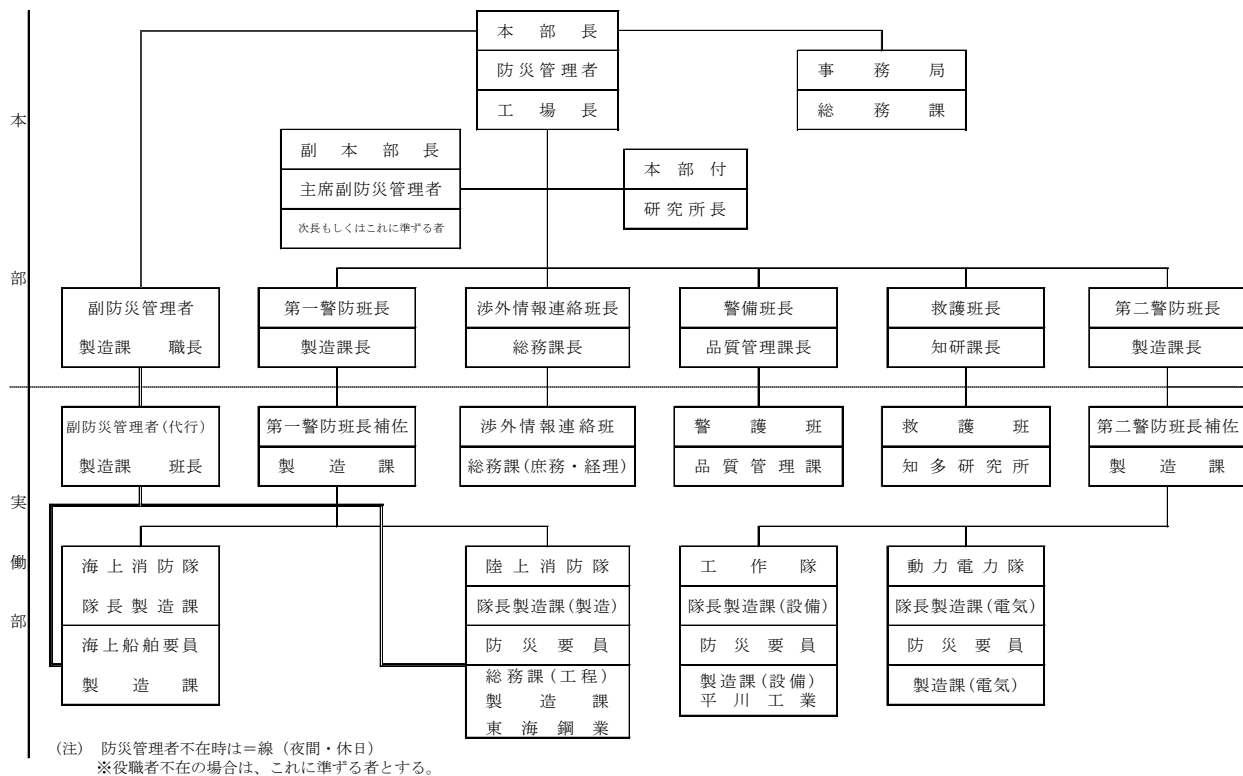 本部長
防災管理者
工場長
事務局
総務課
副本部長
主席副防災管理者
次長もしくはこれに準ずる者
本部付
研究所長
本部
副防災管理者
製造課 職長
第一警防班長
製造課長
渉外情報連絡班長
総務課長
警備班長
品質管理課長
救護班長
知研課長
第二警防班長
製造課長
実働部
副防災管理者(代行)
製造課 班長
第一警防班長補佐
製造課
渉外情報連絡班
総務課(庶務・経理)
警護班
品質管理課
救護班
知多研究所
第二警防班長補佐
製造課
海上消防隊
隊長製造課
海上船舶要員
製造課
陸上消防隊
隊長製造課(製造)
防災要員
総務課(工程)
製造課
東海鋼業
工作隊
隊長製造課(設備)
防災要員
製造課(設備)
平川工業
動力電力隊
隊長製造課(電気)
防災要員
製造課(電気)
(注) 防災管理者不在時は=線(夜間・休日)
※役職者不在の場合は、これに準ずる者とする。